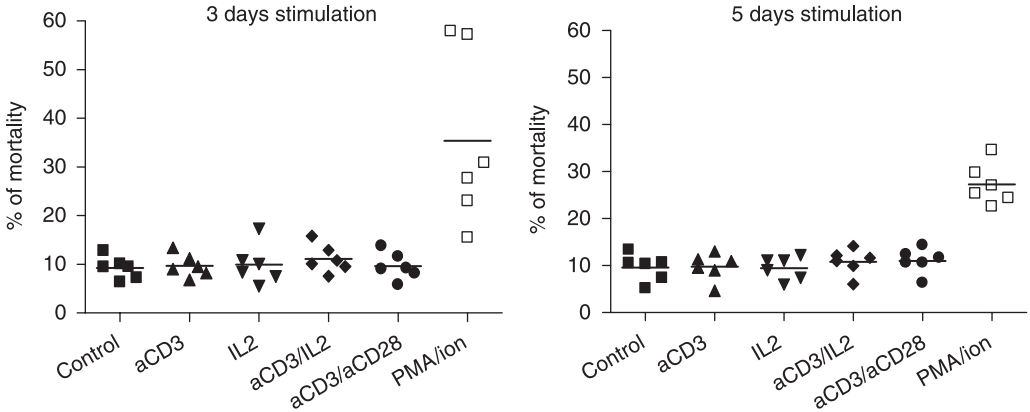 3 days stimulation
% of mortality
60
50
40
30
20
10
0
Control
aCD3
IL2
aCD3/IL2
aCD3/aCD28
PMA/ion
5 days stimulation
% of mortality
60
50
40
30
20
10
0
Control
aCD3
IL2
aCD3/IL2
aCD3/aCD28
PMA/ion